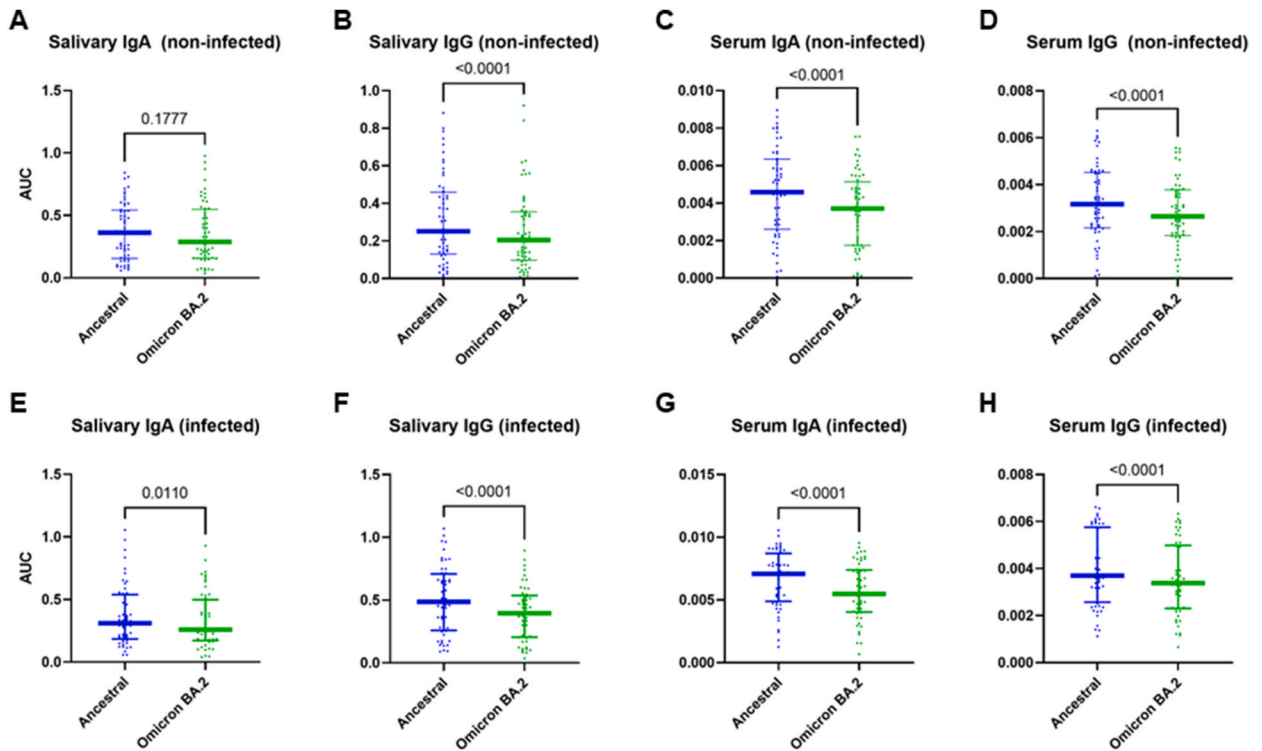 A
Salivary IgA (non-infected)
0.1777
AUC
1.5
1.0
0.5
0.0
Ancestral
Omicron BA.2
B
Salivary IgG (non-infected)
<0.0001
1.0
0.8
0.6
0.4
0.2
0.0
Ancestral
Omicron BA.2
C
Serum IgA (non-infected)
<0.0001
0.010
0.008
0.006
0.004
0.002
0.000
Ancestral
Omicron BA.2
D
Serum IgG (non-infected)
<0.0001
0.008
0.006
0.004
0.002
0.000
Ancestral
Omicron BA.2
E
Salivary IgA (infected)
0.0110
AUC
1.5
1.0
0.5
0.0
Ancestral
Omicron BA.2
F
Salivary IgG (infected)
<0.0001
1.5
1.0
0.5
0.0
Ancestral
Omicron BA.2
G
Serum IgA (infected)
<0.0001
0.015
0.010
0.005
0.000
Ancestral
Omicron BA.2
H
Serum IgG (infected)
<0.0001
0.008
0.006
0.004
0.002
0.000
Ancestral
Omicron BA.2